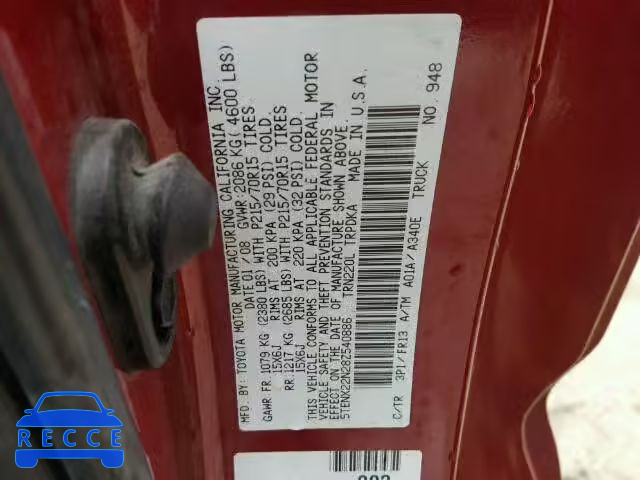 MFD. BY: TOYOTA MOTOR MANUFACTURING CALIFORNIA INC.
DATE 01/08 GVWR: 2086 KG( 4600 LBS)
GAWR: FR: 1079 KG (2380 LBS) WITH P215/70R15 TIRES
15X6J RIMS AT 200 KPA (29 PSI) COLD.
RR: 1217 KG (2685 LBS) WITH P215/70R15 TIRES
15X6J RIMS AT 220 KPA (32 PSI) COLD.
THIS VEHICLE CONFORMS TO ALL APPLICABLE FEDERAL MOTOR
VEHICLE SAFETY AND THEFT PREVENTION STANDARDS IN
EFFECT ON THE DATE OF MANUFACTURE SHOWN ABOVE.
5TENX22N28Z540886 TRN220L TRPDKA MADE IN U.S.A.
C/TR 3P1/FR13 A/TM A01A/A340E TRUCK NO. 948